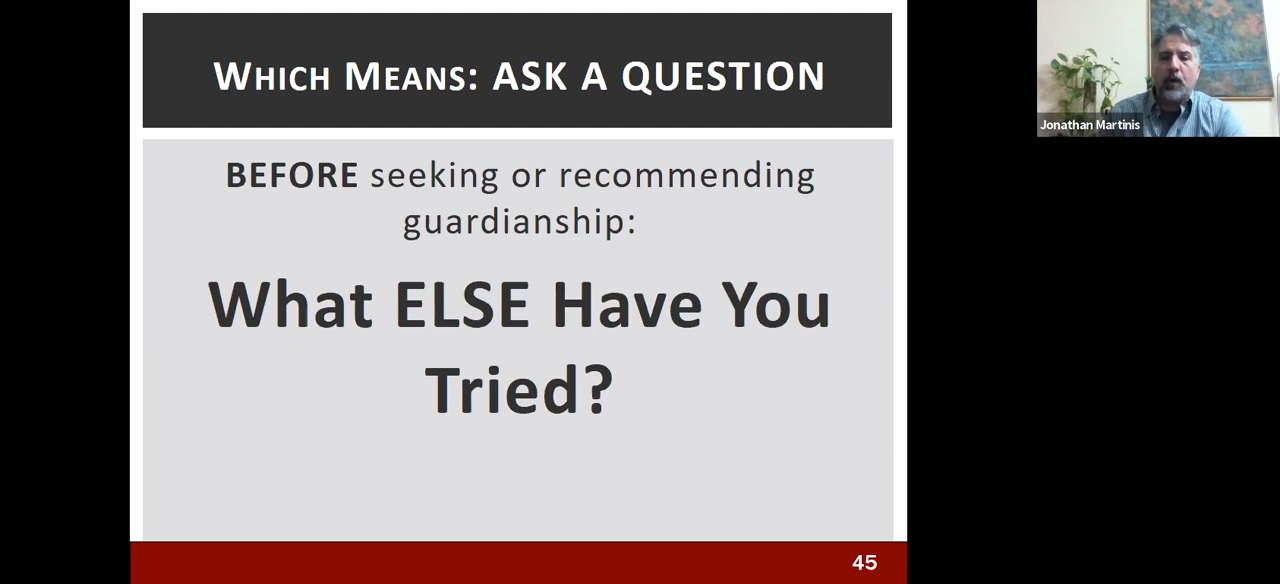 WHICH MEANS: ASK A QUESTION
BEFORE seeking or recommending
guardianship:
What ELSE Have You
Tried?
45
Jonathan Martinis